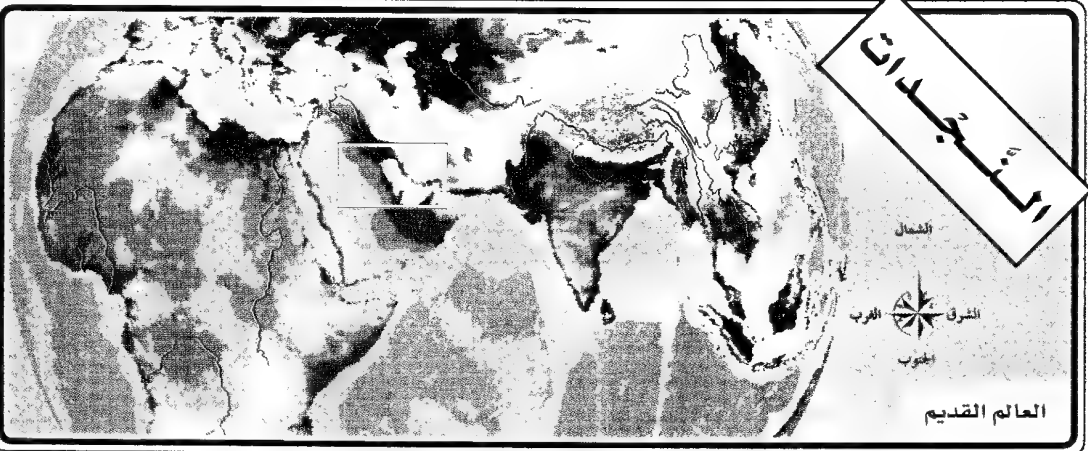 النَّجَدات
الشمال
الغرب
الشرق
الجنوب
العالم القديم